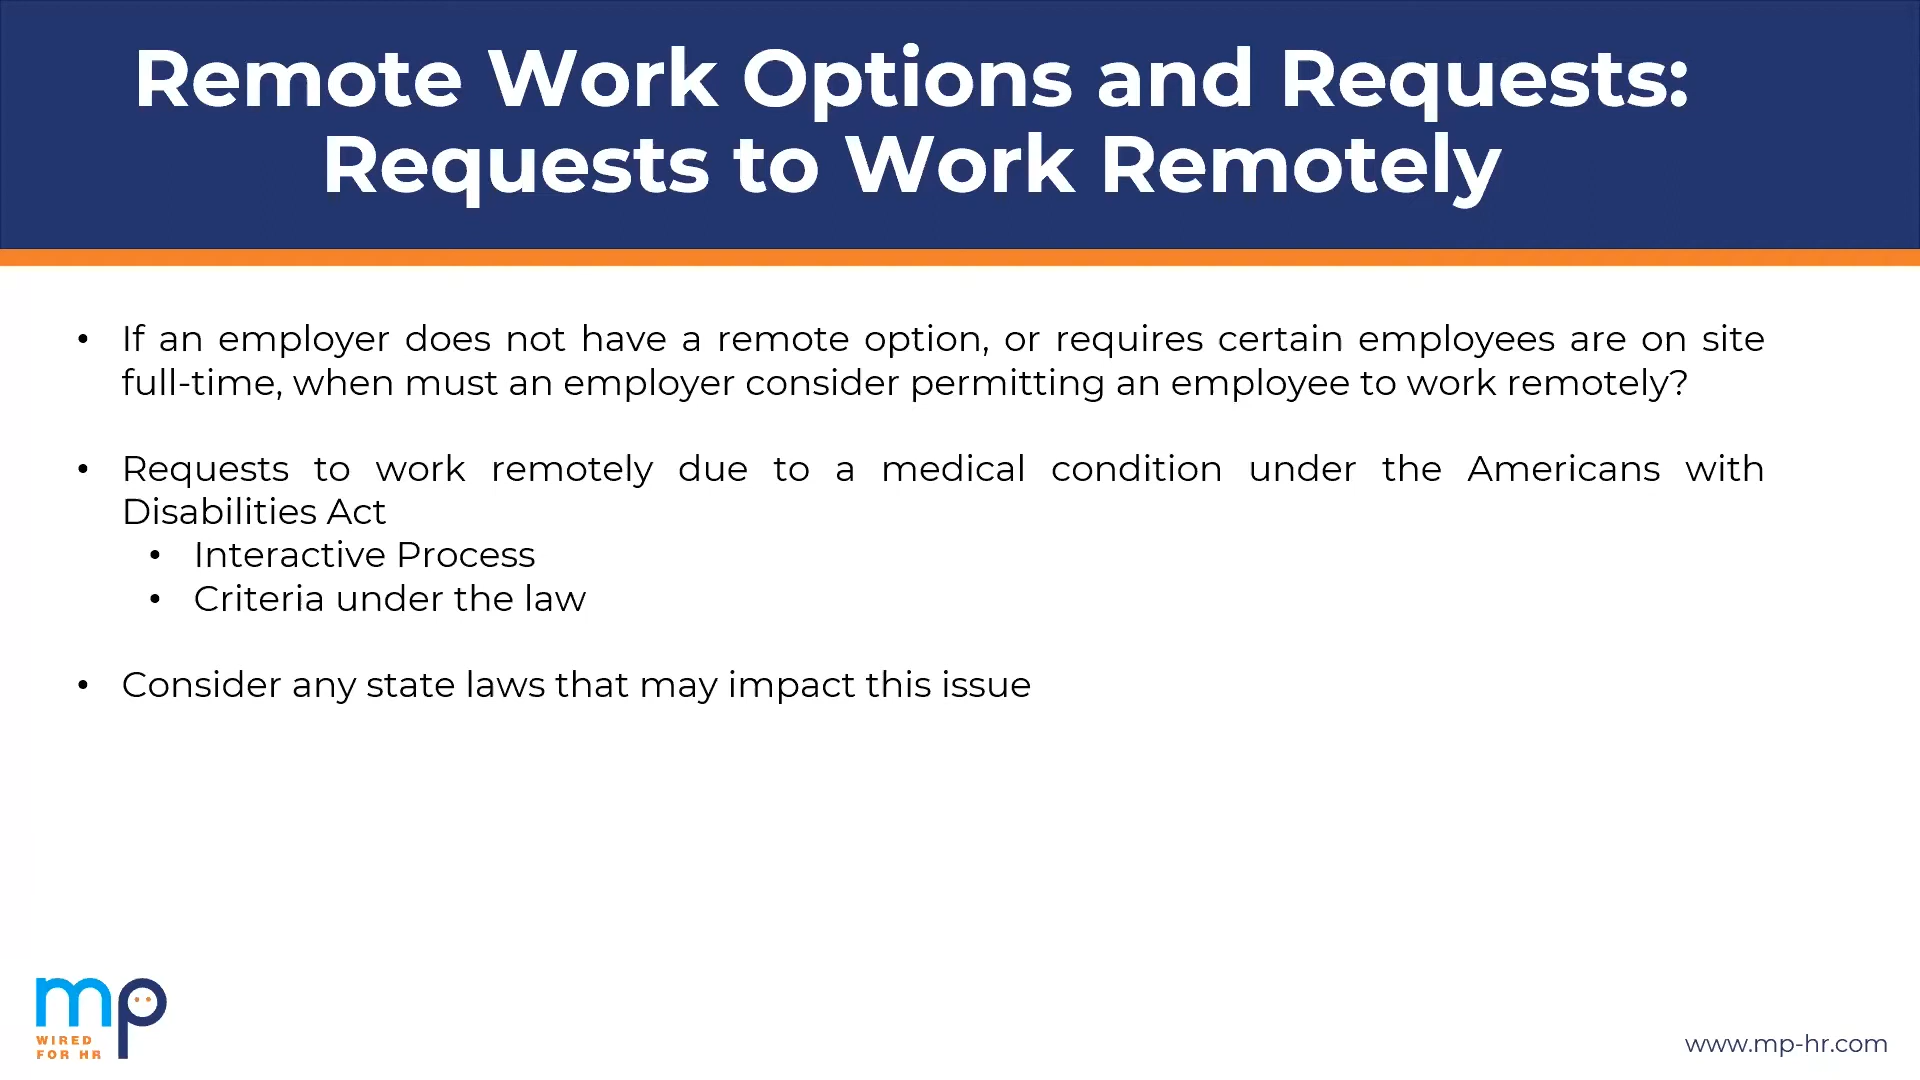 Remote Work Options and Requests:
Requests to Work Remotely
• If an employer does not have a remote option, or requires certain employees are on site
full-time, when must an employer consider permitting an employee to work remotely?
• Requests to work remotely due to a medical condition under the Americans with
Disabilities Act
• Interactive Process
• Criteria under the law
• Consider any state laws that may impact this issue
mp
WIRED
FOR HR
www.mp-hr.com